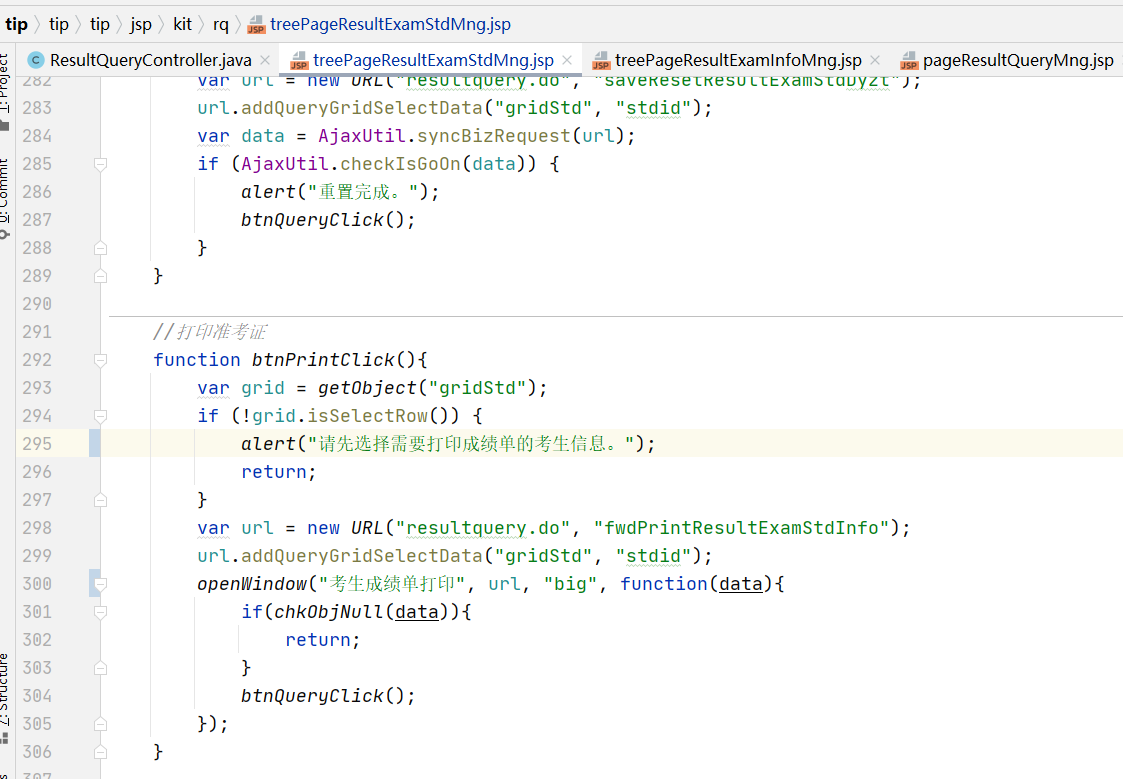 tip 〉 tip 〉 tip 〉 jsp 〉 kit 〉 rq 〉 treePageResultExamStdMng.jsp
ResultQueryController.java × treePageResultExamStdMng.jsp × treePageResultExamInfoMng.jsp × pageResultQueryMng.jsp
1: Project
0: Commit
7: Structure
282 var url = new URL("resultquery.do", "saveResetResultExamStdDyzt");
283 url.addQueryGridSelectData("gridStd", "stdid");
284 var data = AjaxUtil.syncBizRequest(url);
285 if (AjaxUtil.checkIsGoOn(data)) {
286 alert("重置完成。");
287 btnQueryClick();
288 }
289 }
290
291 //打印准考证
292 function btnPrintClick(){
293 var grid = getObject("gridStd");
294 if (!grid.isSelectRow()) {
295 alert("请先选择需要打印成绩单的考生信息。");
296 return;
297 }
298 var url = new URL("resultquery.do", "fwdPrintResultExamStdInfo");
299 url.addQueryGridSelectData("gridStd", "stdid");
300 openWindow("考生成绩单打印", url, "big", function(data){
301 if(chkObjNull(data)){
302 return;
303 }
304 btnQueryClick();
305 });
306 }
307